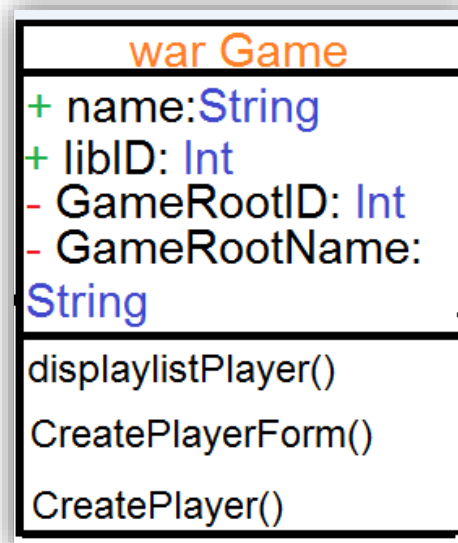 war Game
+ name:String
+ libID: Int
- GameRootID: Int
- GameRootName:
String
displaylistPlayer()
CreatePlayerForm()
CreatePlayer()